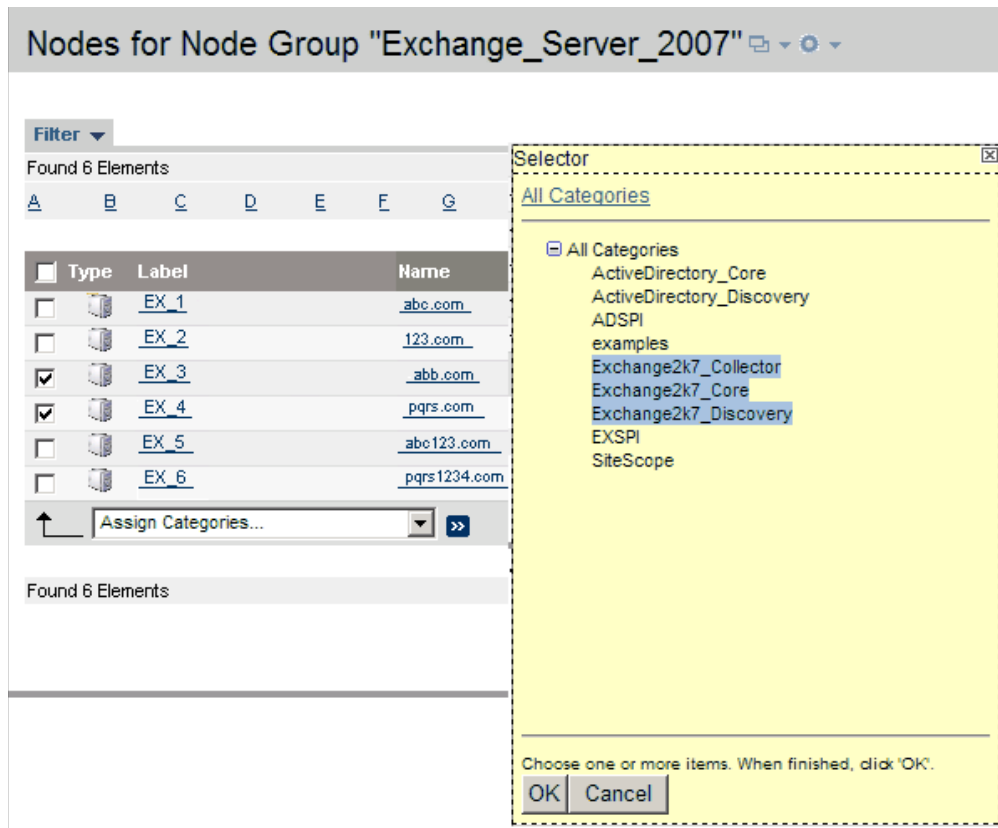 Nodes for Node Group "Exchange_Server_2007"
Filter
Found 6 Elements
A B C D E F G
Type Label Name
EX_1 abc.com
EX_2 123.com
EX_3 abb.com
EX_4 pqrs.com
EX_5 abc123.com
EX_6 pqrs1234.com
Assign Categories...
Found 6 Elements
Selector
All Categories
All Categories
ActiveDirectory_Core
ActiveDirectory_Discovery
ADSPI
examples
Exchange2k7_Collector
Exchange2k7_Core
Exchange2k7_Discovery
EXSPI
SiteScope
Choose one or more items. When finished, click 'OK'.
OK Cancel